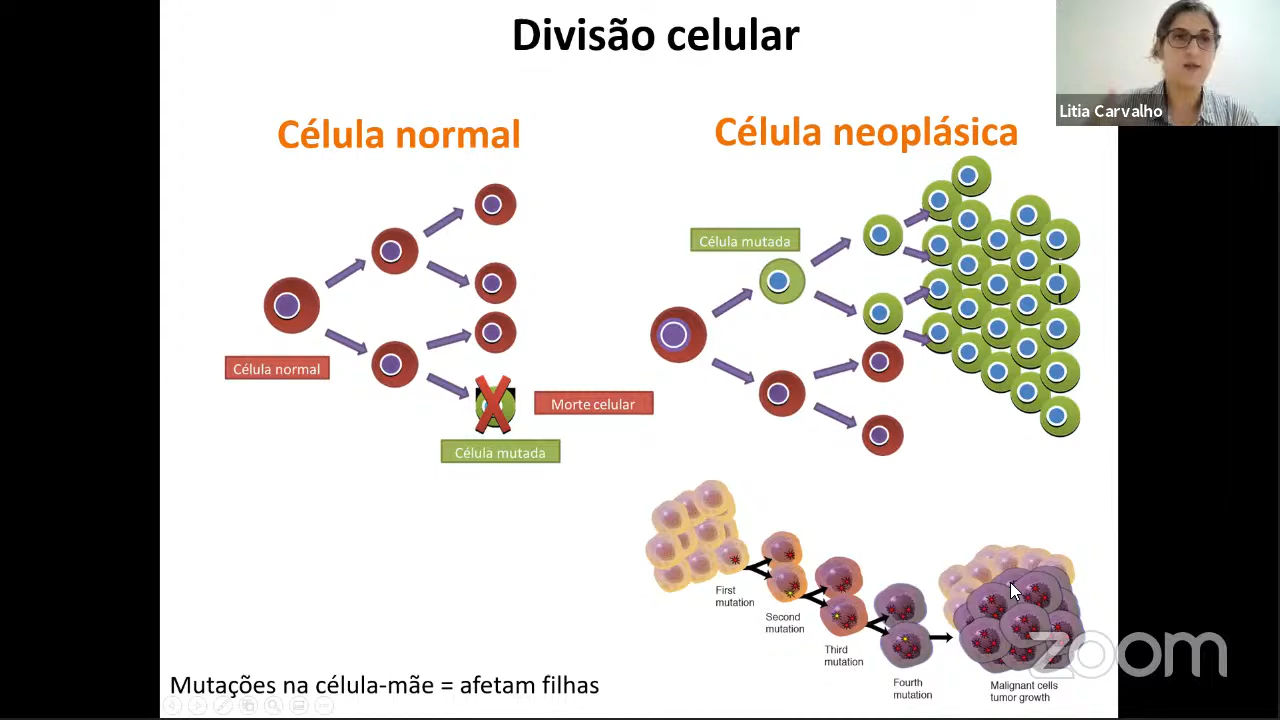 Divisão celular
Litia Carvalho
Célula normal
Célula neoplásica
Célula mutada
Célula normal
Morte celular
Célula mutada
First
mutation
Second
mutation
Third
mutation
Fourth
mutation
Malignant cells
tumor growth
zoom
Mutações na célula-mãe = afetam filhas